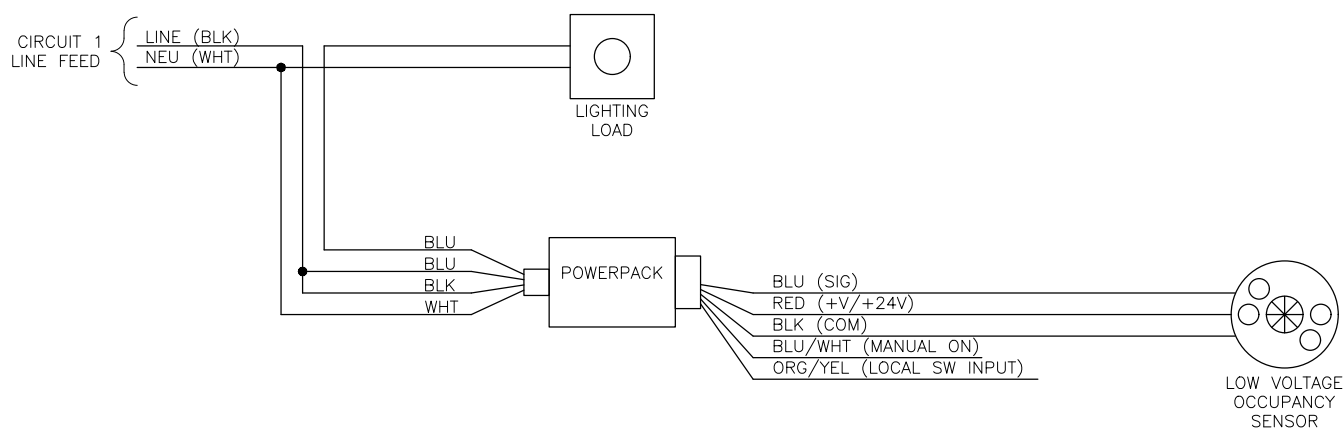 CIRCUIT 1
LINE FEED
LINE (BLK)
NEU (WHT)
LIGHTING
LOAD
BLU
BLU
BLK
WHT
POWERPACK
BLU (SIG)
RED (+V/+24V)
BLK (COM)
BLU/WHT (MANUAL ON)
ORG/YEL (LOCAL SW INPUT)
LOW VOLTAGE
OCCUPANCY
SENSOR